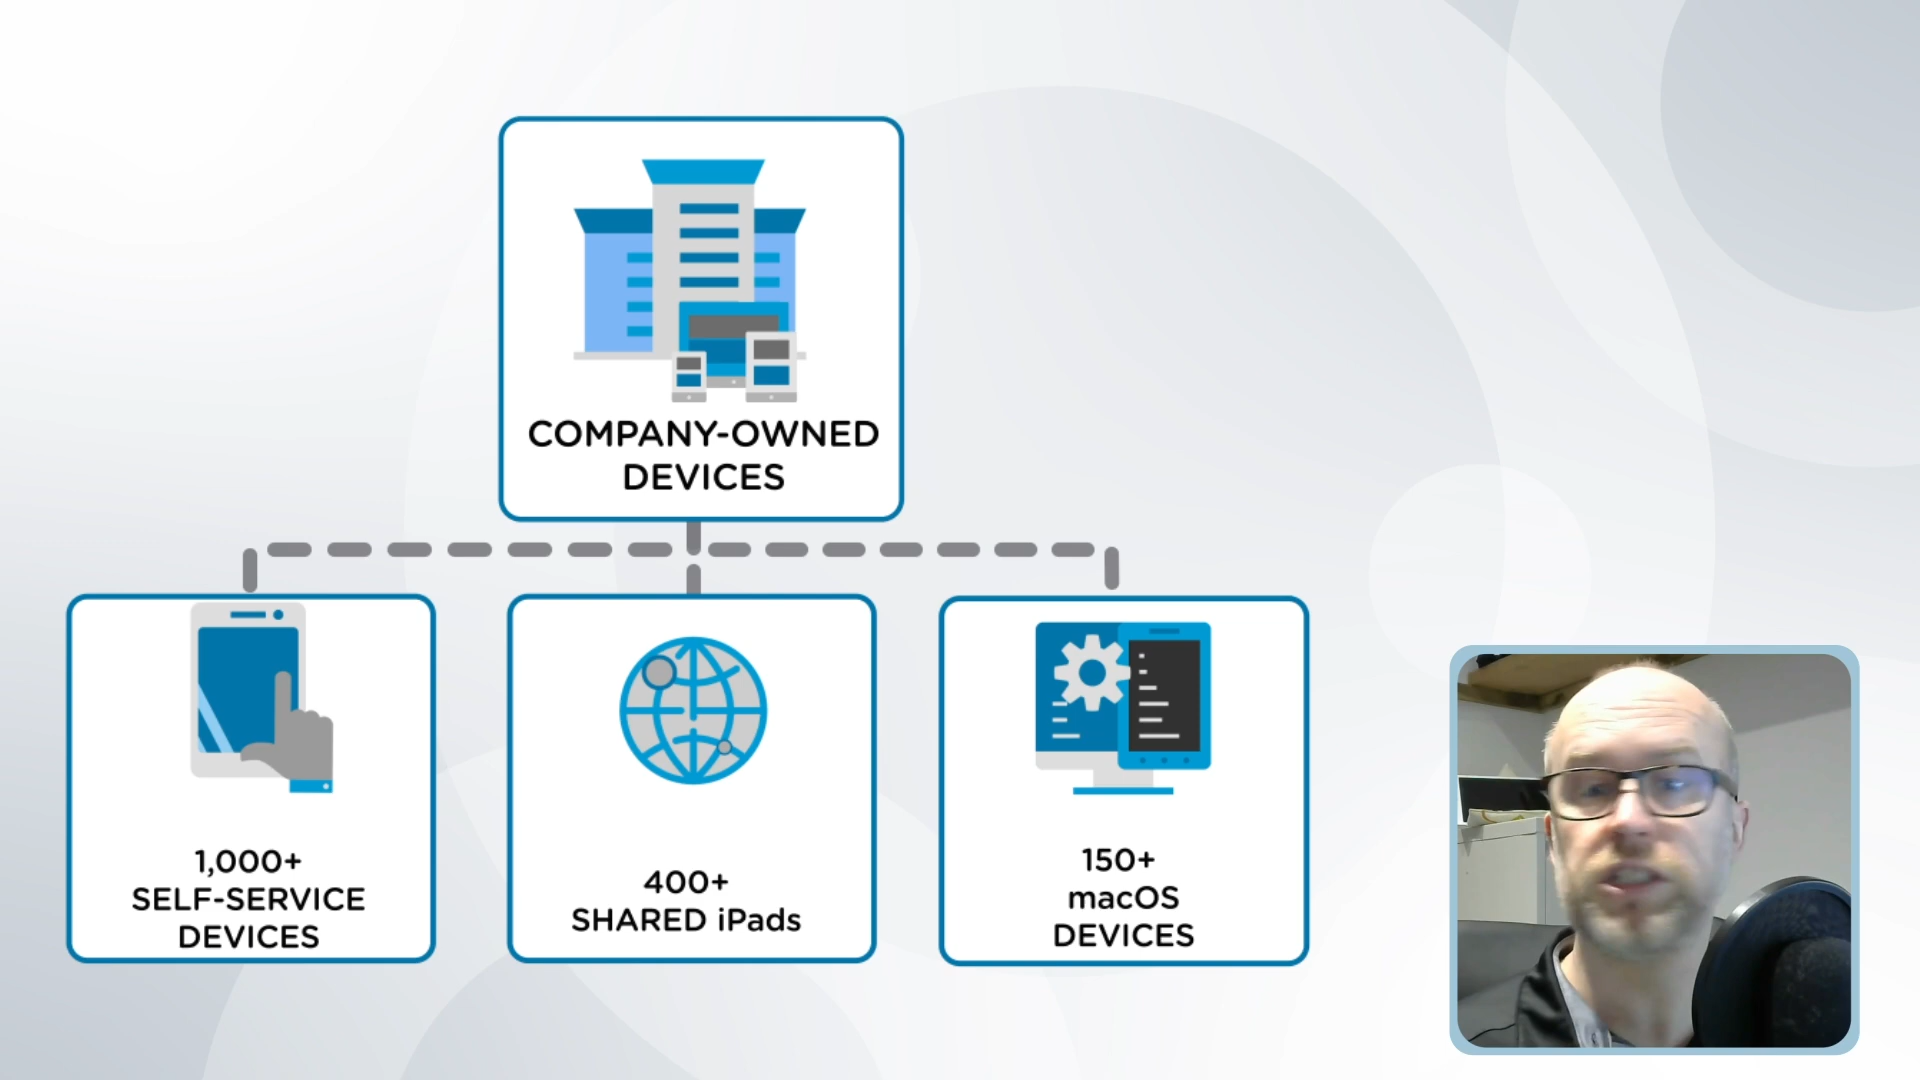 COMPANY-OWNED
DEVICES
1,000+
SELF-SERVICE
DEVICES
400+
SHARED iPads
150+
macOS
DEVICES